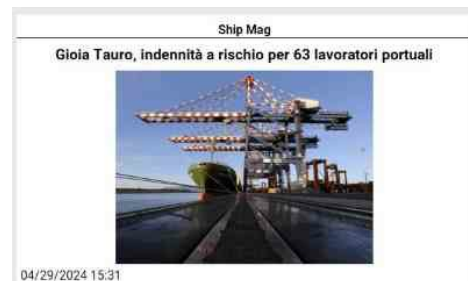 Ship Mag
Gioia Tauro, indennità a rischio per 63 lavoratori portuali
04/29/2024 15:31